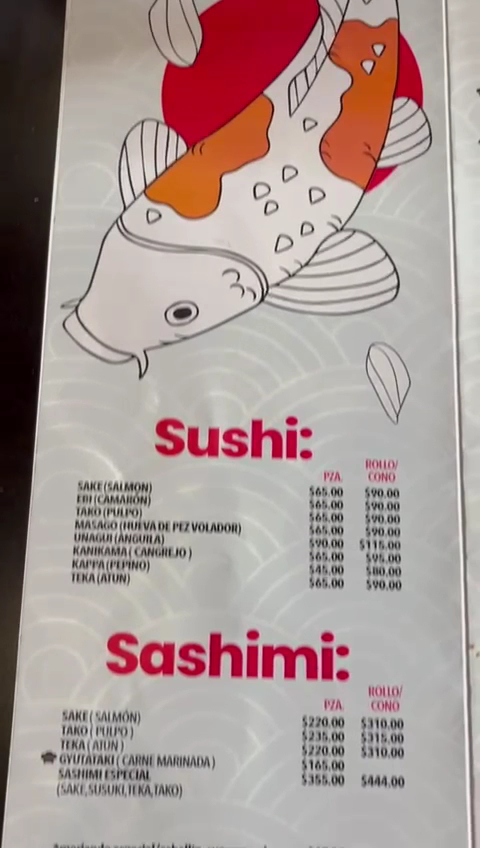 Sushi:
PZA. ROLLO/ CONO
SAKE (SALMON) $65.00 $90.00
EBI (CAMARÓN) $65.00 $90.00
TAKO (PULPO) $65.00 $90.00
MASAGO (HUEVA DE PEZ VOLADOR) $65.00 $90.00
UNAGUI (ANGUILA) $90.00 $115.00
KANIKAMA ( CANGREJO ) $65.00 $95.00
KAPPA (PEPINO) $45.00 $80.00
TEKA (ATUN) $65.00 $90.00
Sashimi:
PZA. ROLLO/ CONO
SAKE ( SALMÓN) $220.00 $310.00
TAKO ( PULPO ) $235.00 $315.00
TEKA ( ATUN ) $220.00 $310.00
GYUTATAKI ( CARNE MARINADA ) $165.00
SASHIMI ESPECIAL $355.00 $444.00
(SAKE,SUSUKI,TEKA,TAKO)